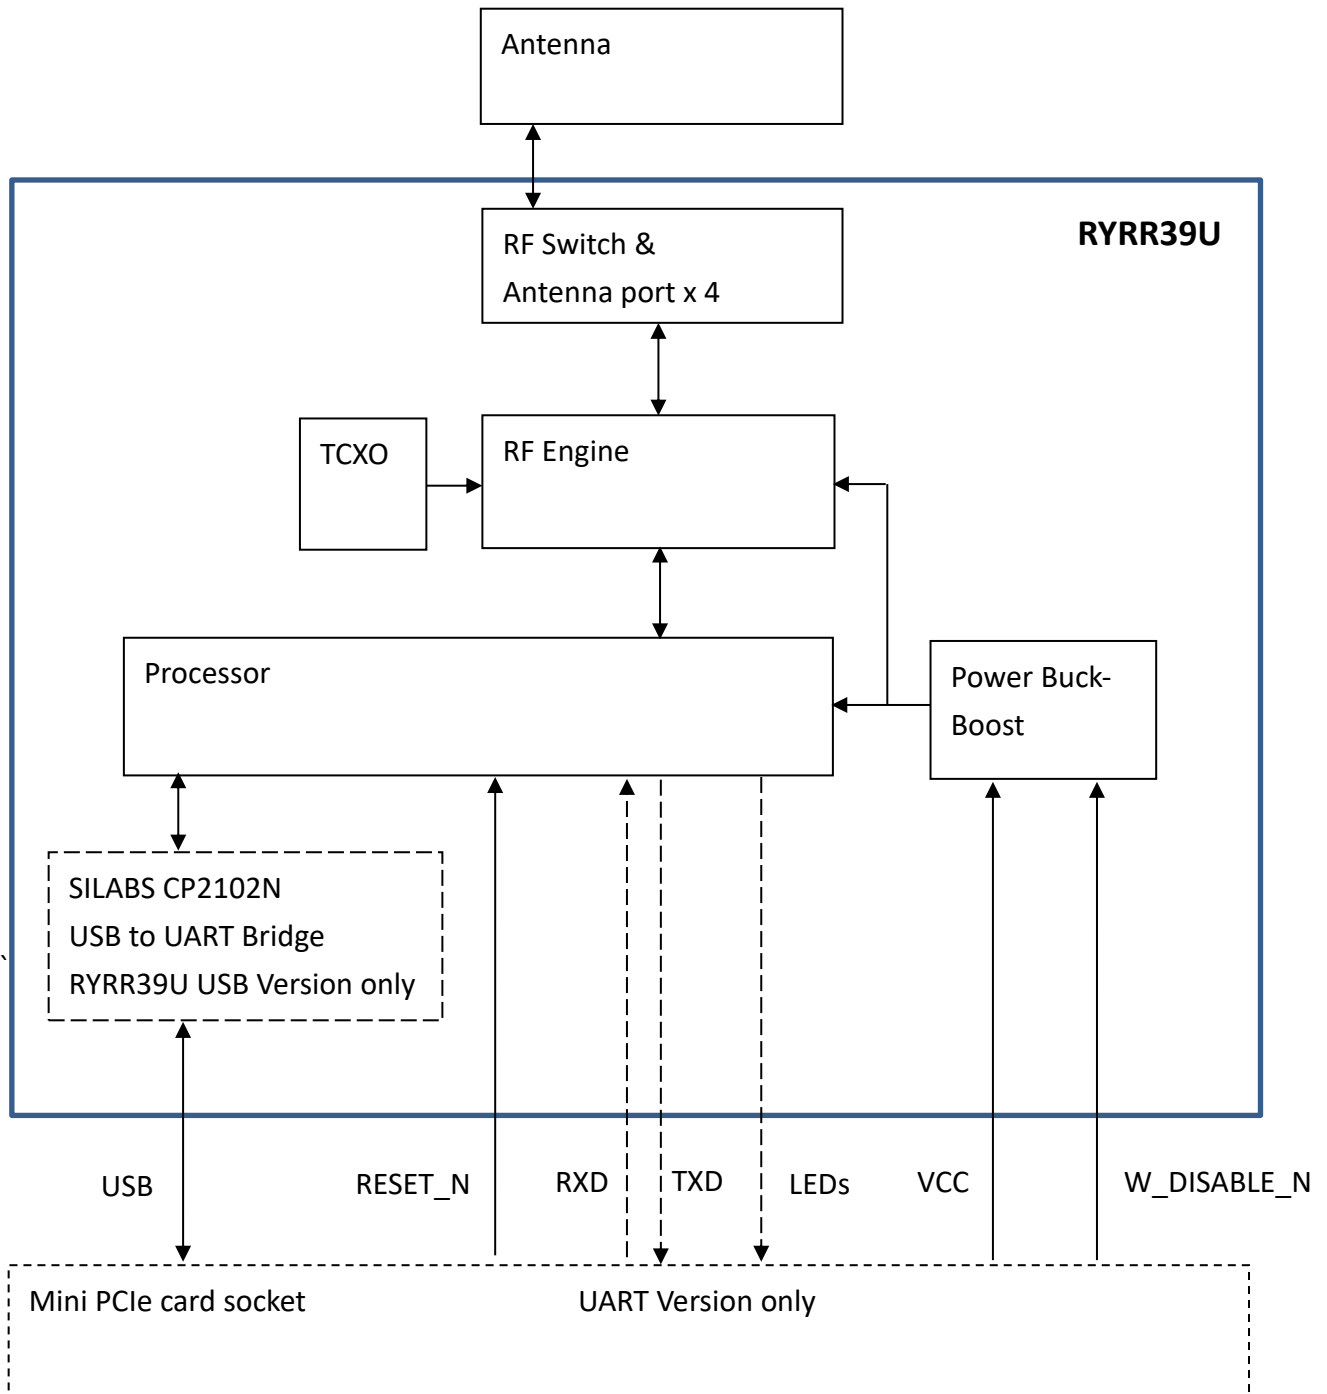 Antenna
RYRR39U
RF Switch &
Antenna port x 4
TCXO
RF Engine
Processor
Power Buck-
Boost
SILABS CP2102N
USB to UART Bridge
RYRR39U USB Version only
`
USB
RESET_N
RXD
TXD
LEDs
VCC
W_DISABLE_N
Mini PCIe card socket
UART Version only